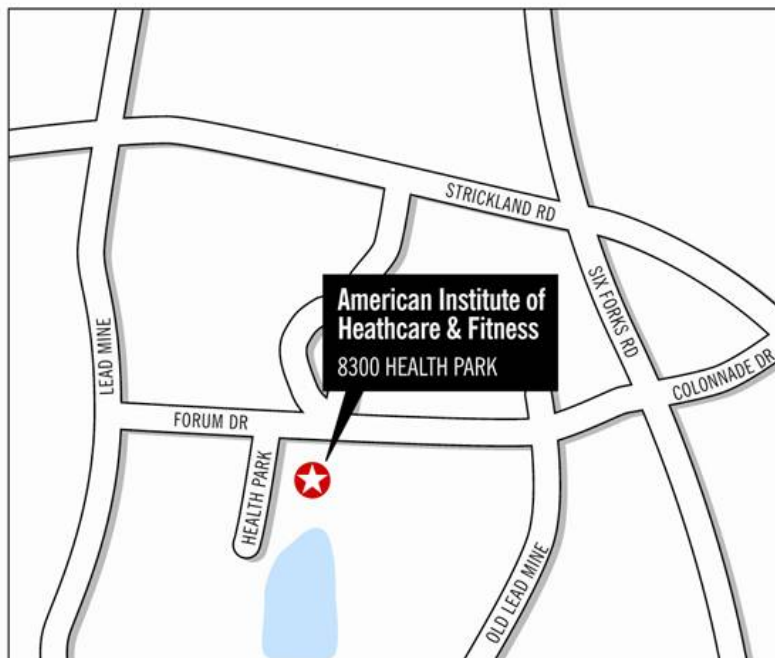 STRICKLAND RD
American Institute of
Heathcare & Fitness
8300 HEALTH PARK
SIX FORKS RD
LEAD MINE
COLONNADE DR
FORUM DR
HEALTH PARK
OLD LEAD MINE